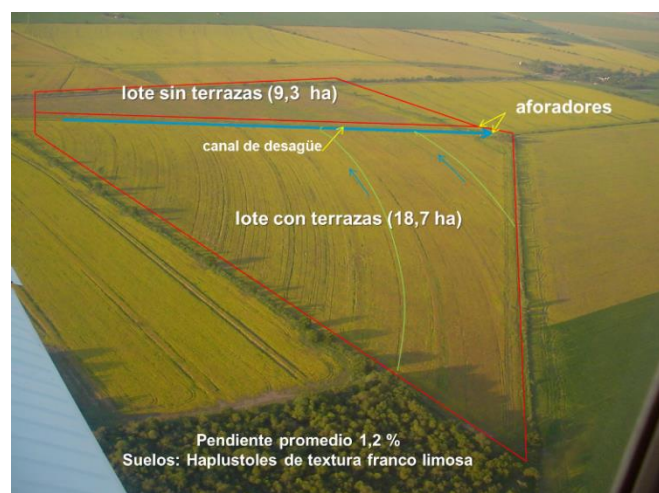 lote sin terrazas (9,3 ha)
aforadores
canal de desagüe
lote con terrazas (18,7 ha)
Pendiente promedio 1,2 %
Suelos: Haplustoles de textura franco limosa